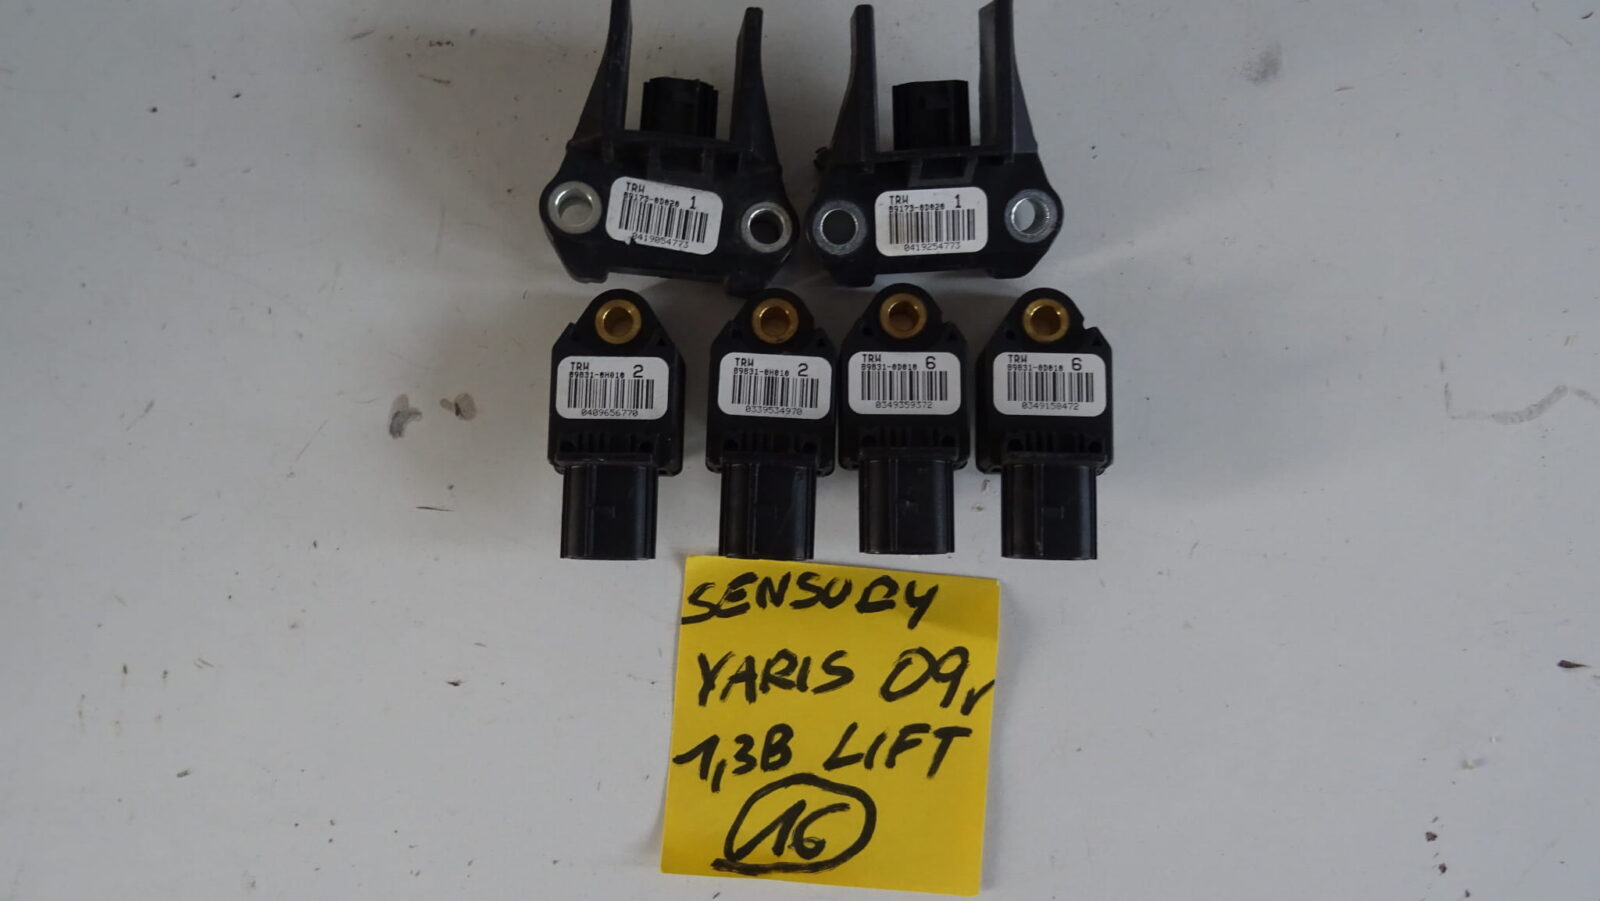 TRW
89173-0D020 1
0419054773
TRW
89173-0D020 1
0419254773
TRW
89831-0H010 2
0409656770
TRW
89831-0H010 2
0339534970
TRW
89831-0D010 6
0349359372
TRW
89831-0D010 6
0349150472
SENSORY
YARIS 09r
1,3B LIFT
16